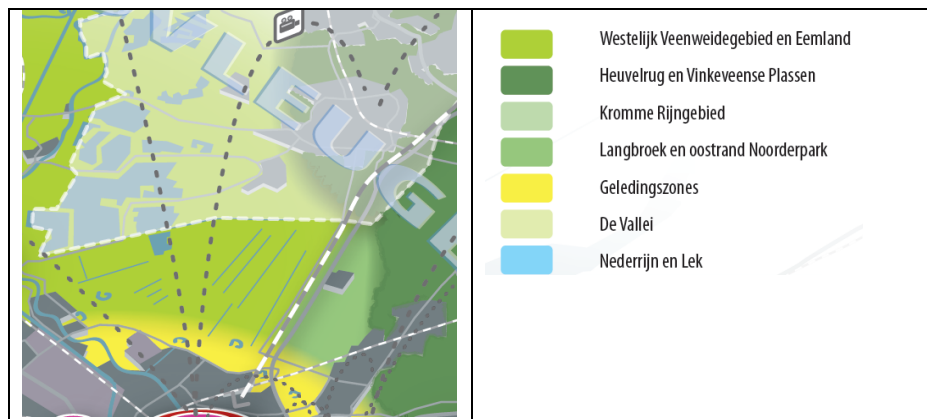 LEUGE
G
G
G
G
Westelijk Veenweidegebied en Eemland
Heuvelrug en Vinkeveense Plassen
Kromme Rijngebied
Langbroek en oostrand Noorderpark
Geledingszones
De Vallei
Nederrijn en Lek